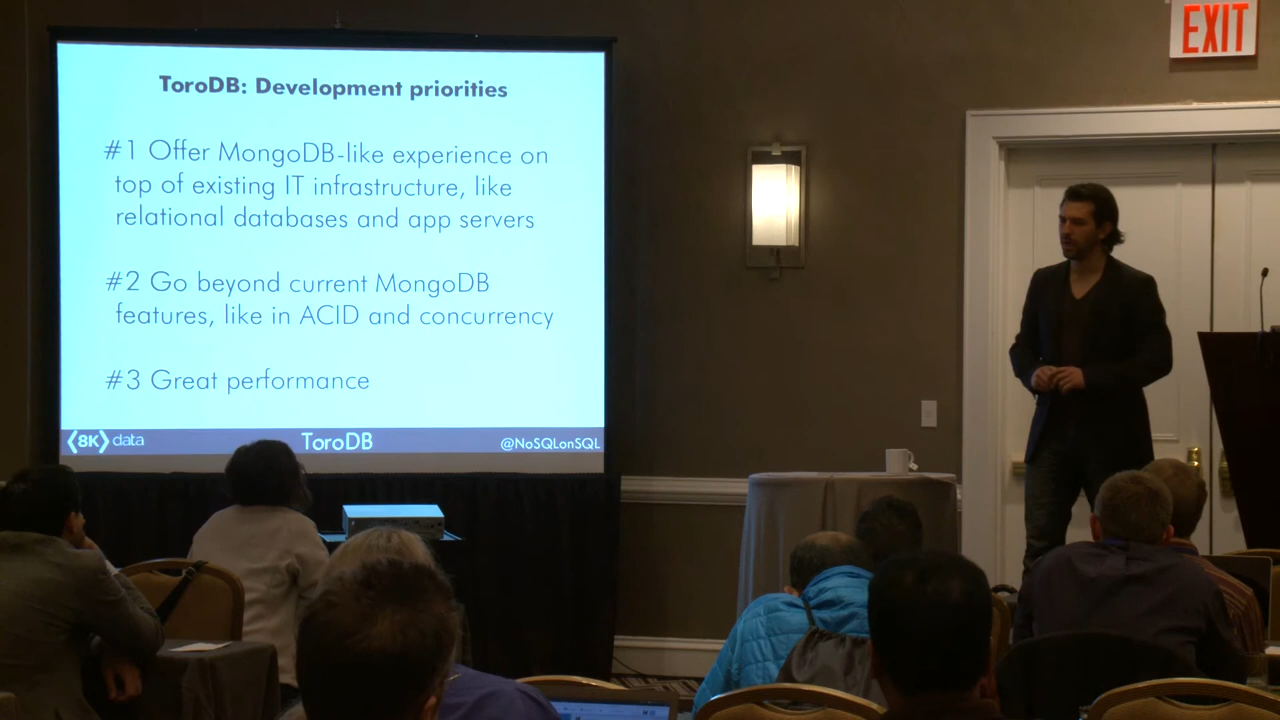 EXIT
ToroDB: Development priorities
#1 Offer MongoDB-like experience on
top of existing IT infrastructure, like
relational databases and app servers
#2 Go beyond current MongoDB
features, like in ACID and concurrency
#3 Great performance
⟨8K⟩data
ToroDB
@NoSQLonSQL